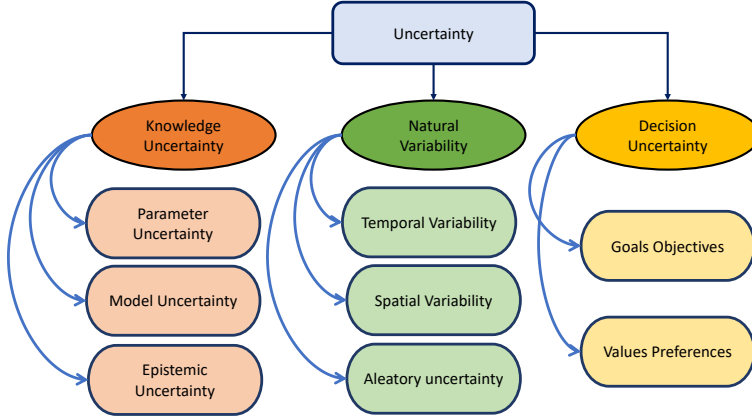 Uncertainty
Knowledge
Uncertainty
Natural
Variability
Decision
Uncertainty
Parameter
Uncertainty
Temporal Variability
Goals Objectives
Model Uncertainty
Spatial Variability
Values Preferences
Epistemic
Uncertainty
Aleatory uncertainty